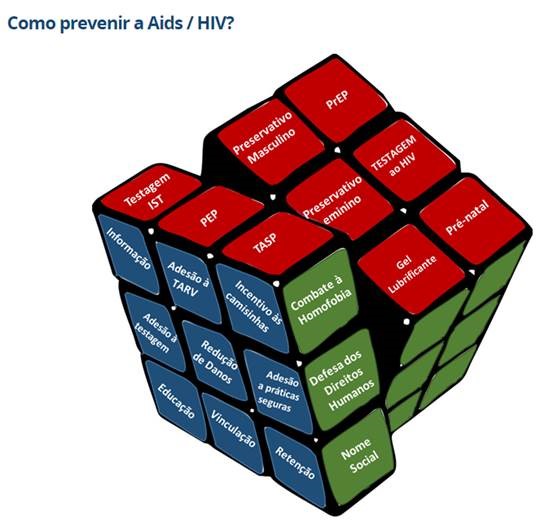 Como prevenir a Aids / HIV?
PrEP
Preservativo
Masculino
TESTAGEM
ao HIV
Testagem
IST
PEP
Preservativo
eminino
Pré-natal
TASP
Gel
Lubrificante
Informação
Adesão à
TARV
Incentivo às
camisinhas
Combate à
Homofobia
Adesão à
testagem
Redução
de Danos
Adesão
a práticas
seguras
Defesa dos
Direitos
Humanos
Educação
Vinculação
Retenção
Nome
Social